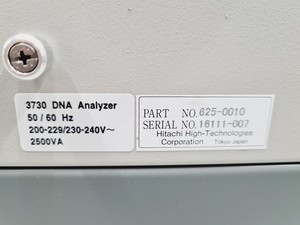 3730 DNA Analyzer
50 / 60 Hz
200-229/230-240V~
2500VA
PART NO.625-0010
SERIAL NO.16111-007
Hitachi High-Technologies
Corporation Tokyo Japan